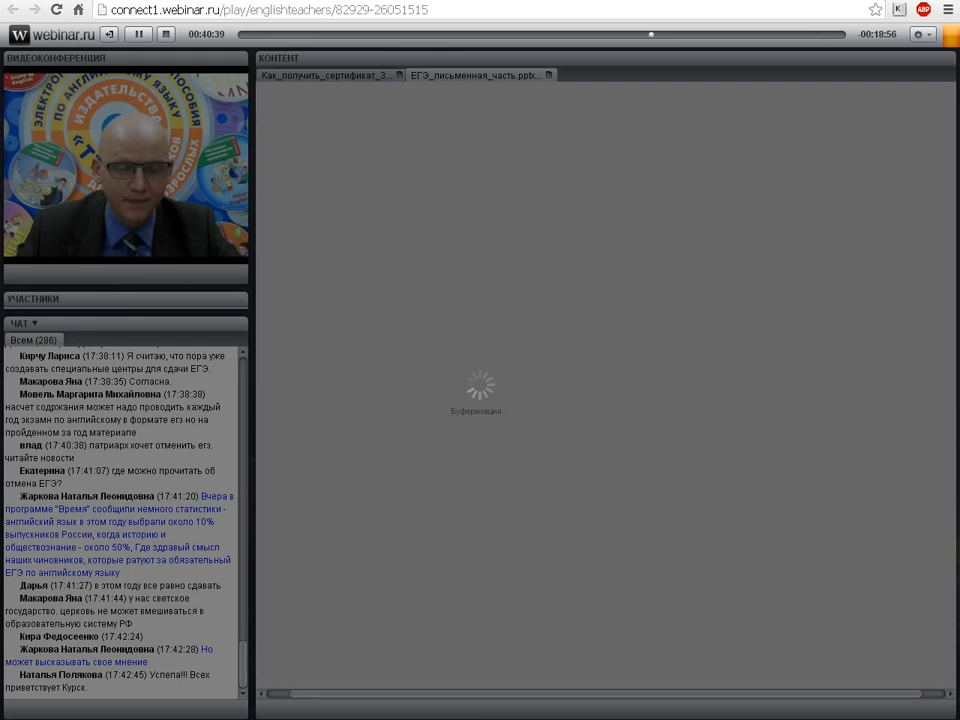 connect1.webinar.ru/play/englishteachers/82929-26051515
K
ABP
W webinar.ru
00:40:39
-00:18:56
ВИДЕОКОНФЕРЕНЦИЯ
КОНТЕНТ
Как_получить_сертификат_3...
ЕГЭ_письменная_часть.pptx...
ИЗДАТЕЛЬСТВА
ПО АНГЛИЙСКОМУ ЯЗЫКУ
ПОСОБИЯ
УЧАСТНИКИ
ЧАТ ▼
Всем (286)
Кирчу Лариса (17:38:11) Я считаю, что пора уже
создавать специальные центры для сдачи ЕГЭ.
Макарова Яна (17:38:35) Согласна.
Мовель Маргарита Михайловна (17:38:38)
насчет содржания может надо проводить каждый
год экзамн по английскому в формате егэ но на
пройденном за год материале
влад (17:40:38) патриарх хочет отменить егэ.
читайте новости
Екатерина (17:41:07) где можно прочитать об
отмена ЕГЭ?
Жаркова Наталья Леонидовна (17:41:20) Вчера в
программе "Время" сообщили немного статистики -
английский язык в этом году выбрали около 10%
выпускников России, когда историю и
обществознание - около 50%, Где здравый смысл
наших чиновников, которые ратуют за обязательный
ЕГЭ по английскому языку
Дарья (17:41:27) в этом году все равно сдавать
Макарова Яна (17:41:44) у нас светское
государство. церковь не может вмешиваться в
образовательную систему РФ
Кира Федосеенко (17:42:24)
Жаркова Наталья Леонидовна (17:42:28) Но
может высказывать свое мнение
Наталья Полякова (17:42:45) Успела!!! Всех
приветствует Курск.
Буферизация...